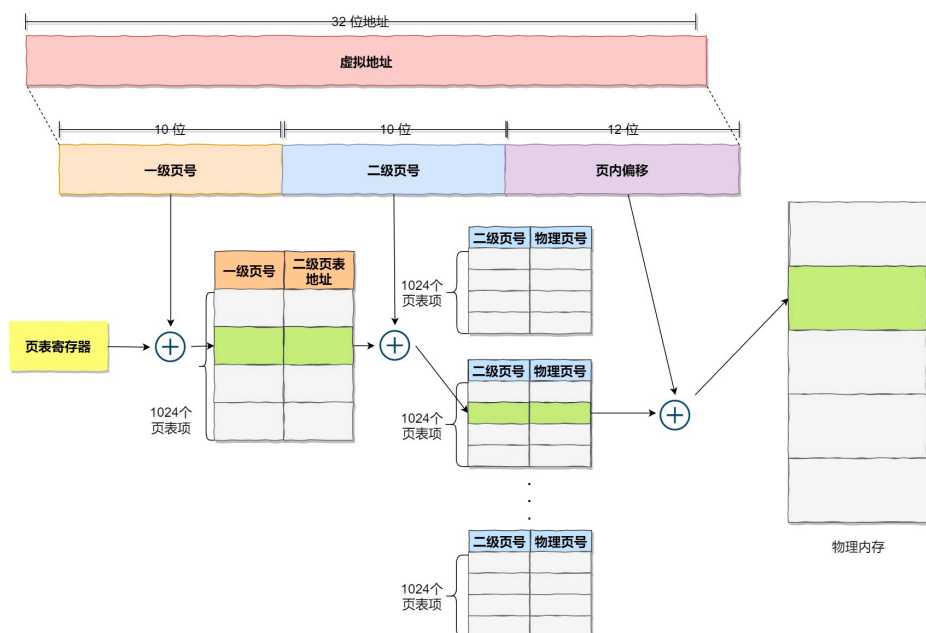 32 位地址
虚拟地址
10 位
10 位
12 位
一级页号
二级页号
页内偏移
页表寄存器
一级页号
二级页表
地址
1024个
页表项
二级页号
物理页号
1024个
页表项
二级页号
物理页号
1024个
页表项
二级页号
物理页号
1024个
页表项
物理内存